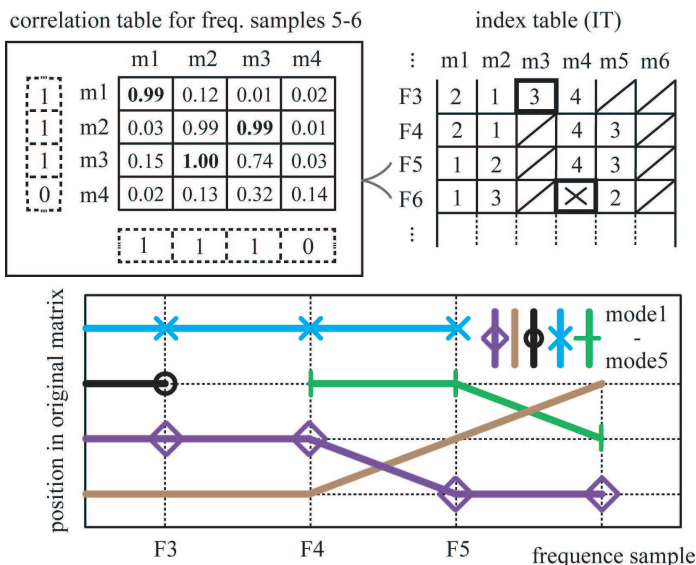 correlation table for freq. samples 5-6
m1 m2 m3 m4
1 m1 0.99 0.12 0.01 0.02
1 m2 0.03 0.99 0.99 0.01
1 m3 0.15 1.00 0.74 0.03
0 m4 0.02 0.13 0.32 0.14
1 1 1 0
index table (IT)
⋮ m1 m2 m3 m4 m5 m6
F3 2 1 3 4
F4 2 1 4 3
F5 1 2 4 3
F6 1 3 × 2
⋮
position in original matrix
mode1
-
mode5
F3 F4 F5 frequence sample